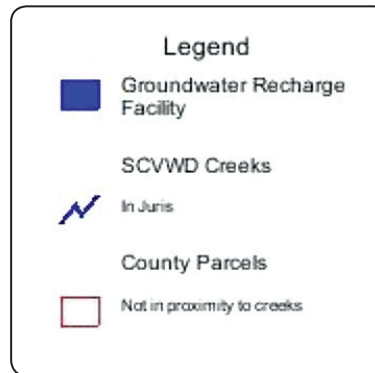 Legend
Groundwater Recharge
Facility
SCVWD Creeks
In Juris
County Parcels
Not in proximity to creeks